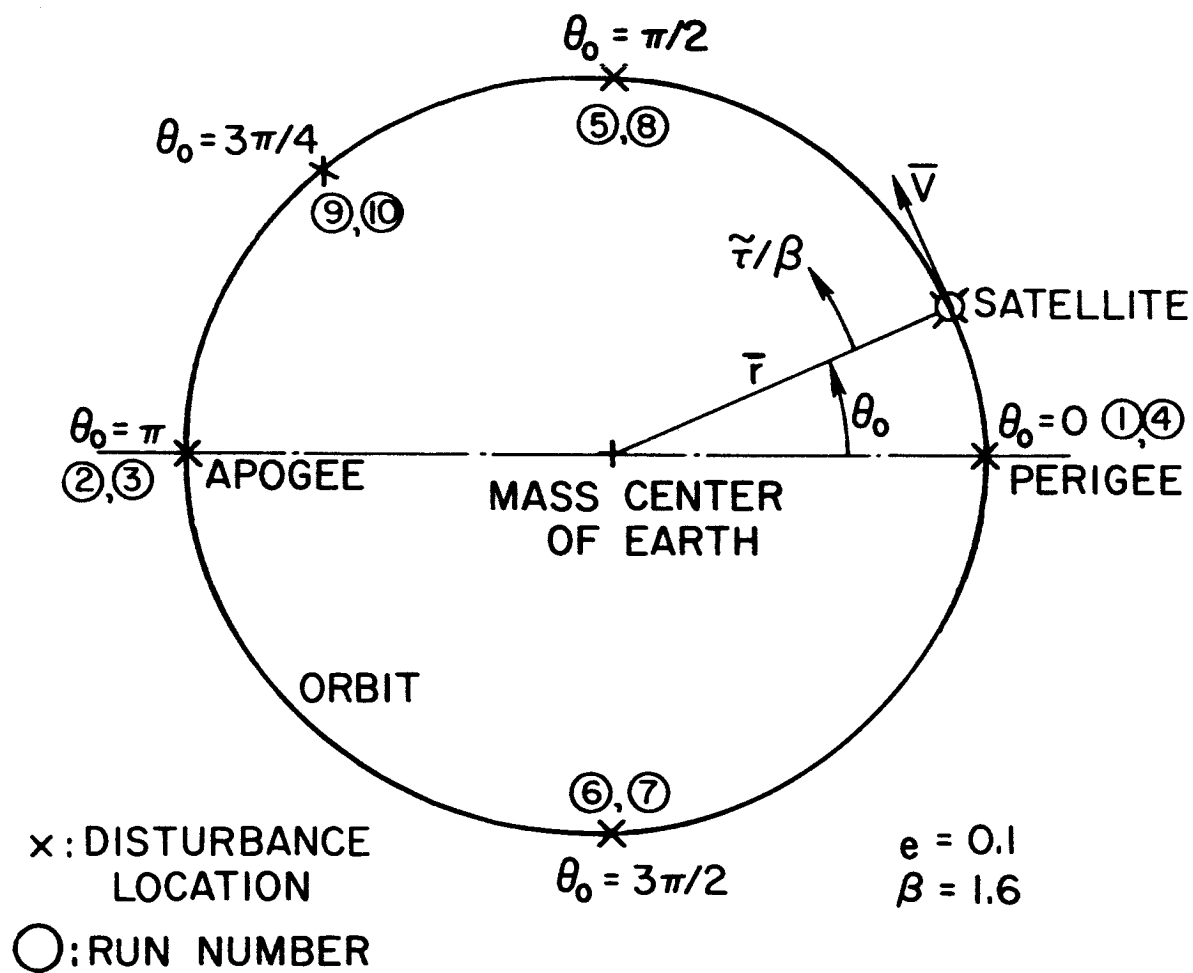 θ₀ = π/2
⑤,⑧
θ₀ = 3π/4
⑨,⑩
V̅
τ̃/β
SATELLITE
r̅
θ₀
θ₀ = π
②,③
APOGEE
θ₀ = 0 ①,④
PERIGEE
MASS CENTER
OF EARTH
ORBIT
⑥,⑦
θ₀ = 3π/2
×: DISTURBANCE
LOCATION
○: RUN NUMBER
e = 0.1
β = 1.6